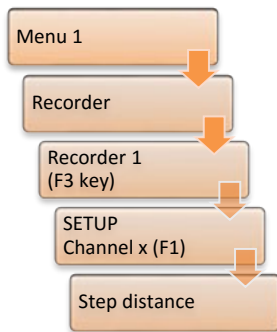 Menu 1
Recorder
Recorder 1
(F3 key)
SETUP
Channel x (F1)
Step distance